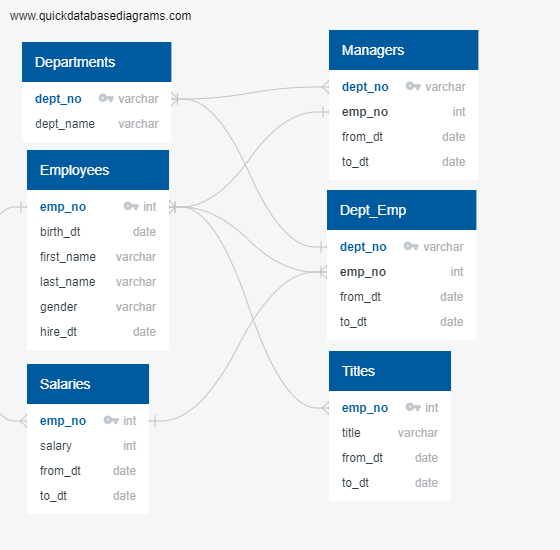 www.quickdatabasediagrams.com
Departments
dept_no varchar
dept_name varchar
Employees
emp_no int
birth_dt date
first_name varchar
last_name varchar
gender varchar
hire_dt date
Salaries
emp_no int
salary int
from_dt date
to_dt date
Managers
dept_no varchar
emp_no int
from_dt date
to_dt date
Dept_Emp
dept_no varchar
emp_no int
from_dt date
to_dt date
Titles
emp_no int
title varchar
from_dt date
to_dt date